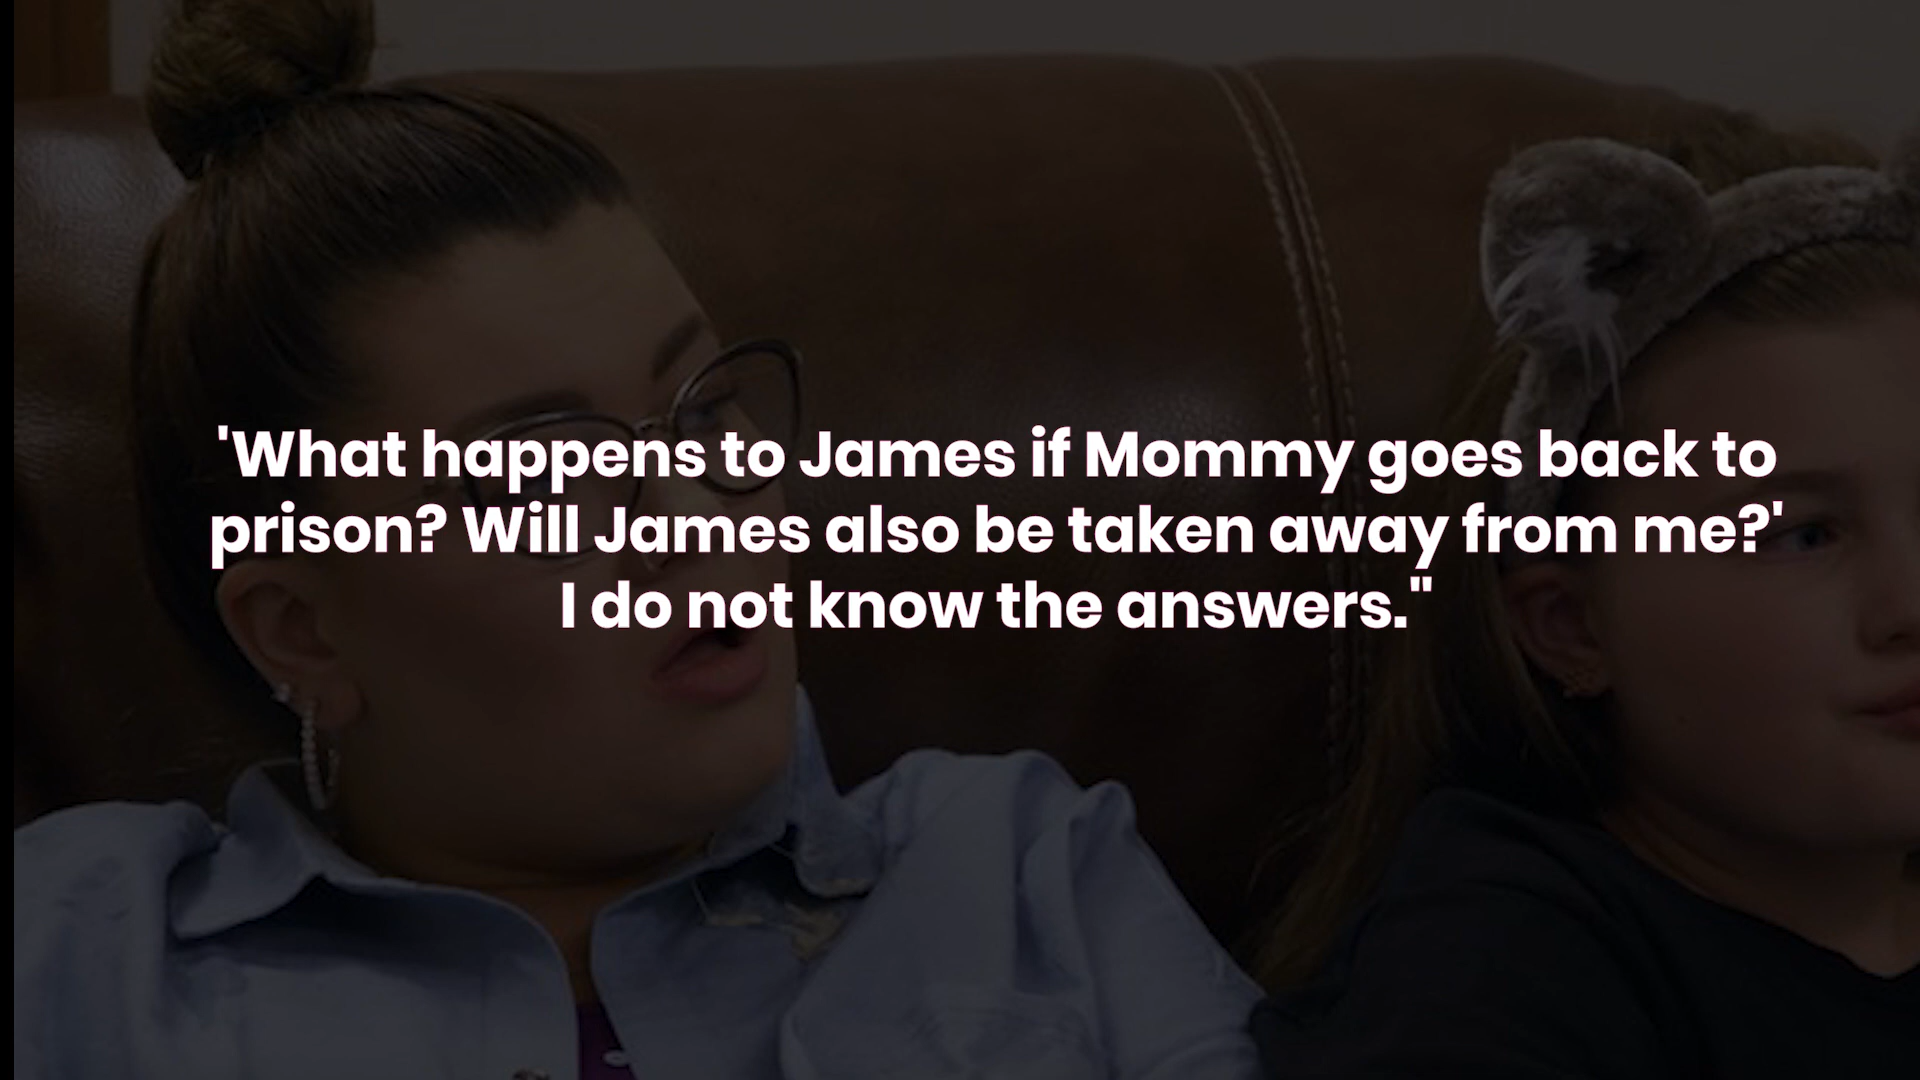 'What happens to James if Mommy goes back to
prison? Will James also be taken away from me?'
I do not know the answers."